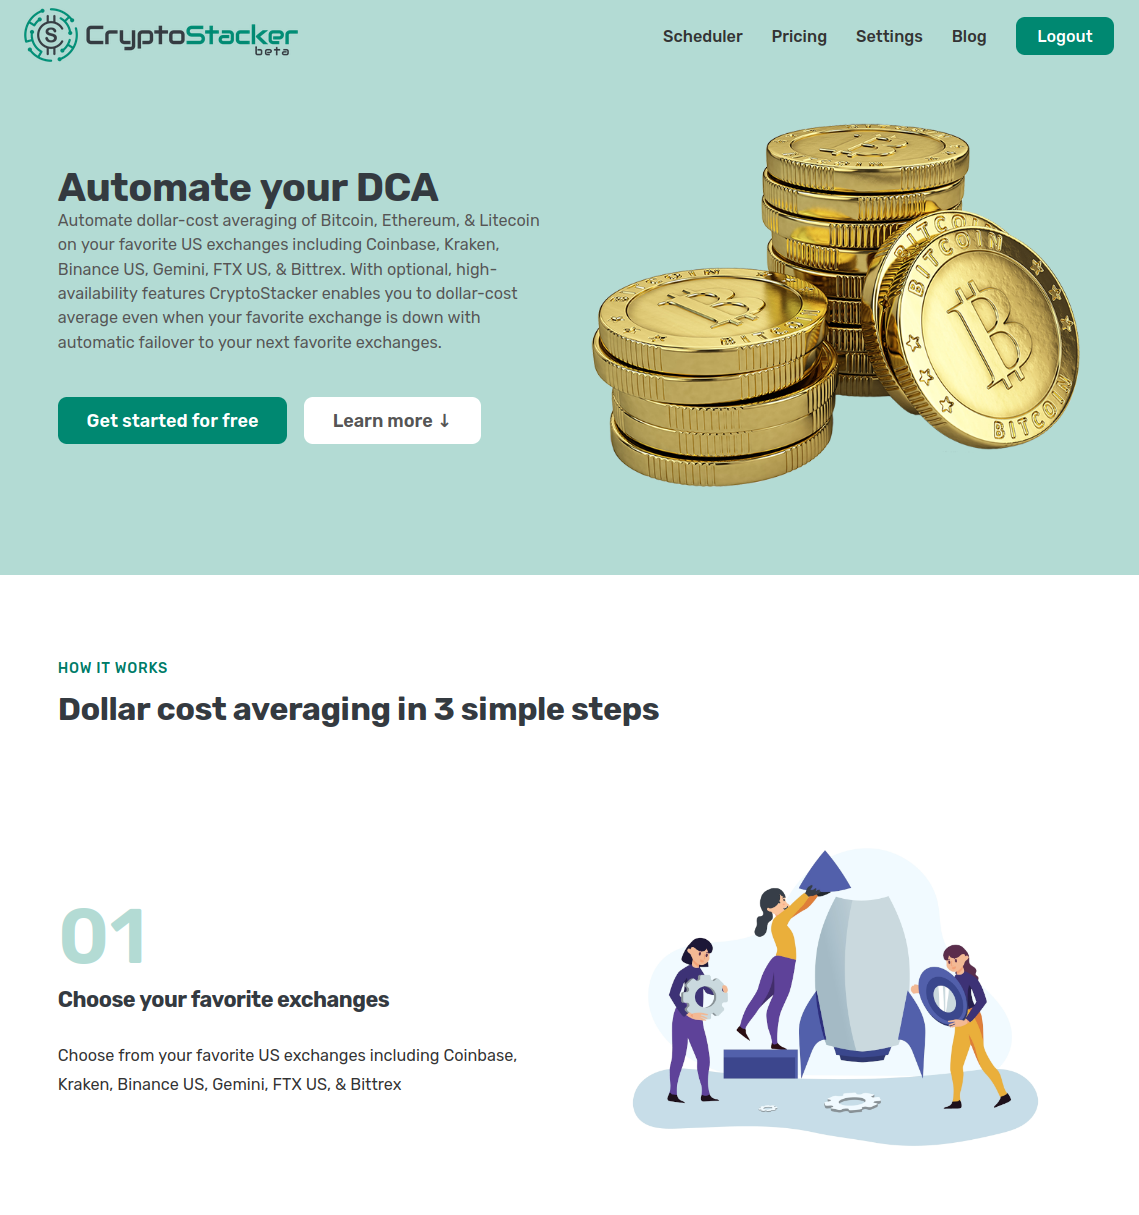 CryptoStacker
beta
Scheduler Pricing Settings Blog Logout
Automate your DCA
Automate dollar-cost averaging of Bitcoin, Ethereum, & Litecoin
on your favorite US exchanges including Coinbase, Kraken,
Binance US, Gemini, FTX US, & Bittrex. With optional, high-
availability features CryptoStacker enables you to dollar-cost
average even when your favorite exchange is down with
automatic failover to your next favorite exchanges.
Get started for free Learn more ↓
BITCOIN
BITCOIN
BITCOIN
BITCOIN
HOW IT WORKS
Dollar cost averaging in 3 simple steps
01
Choose your favorite exchanges
Choose from your favorite US exchanges including Coinbase,
Kraken, Binance US, Gemini, FTX US, & Bittrex